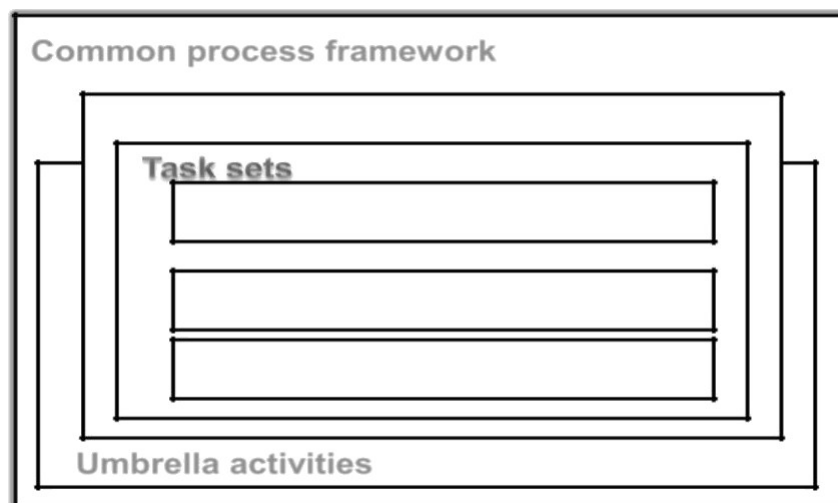 Common process framework
Task sets
Umbrella activities